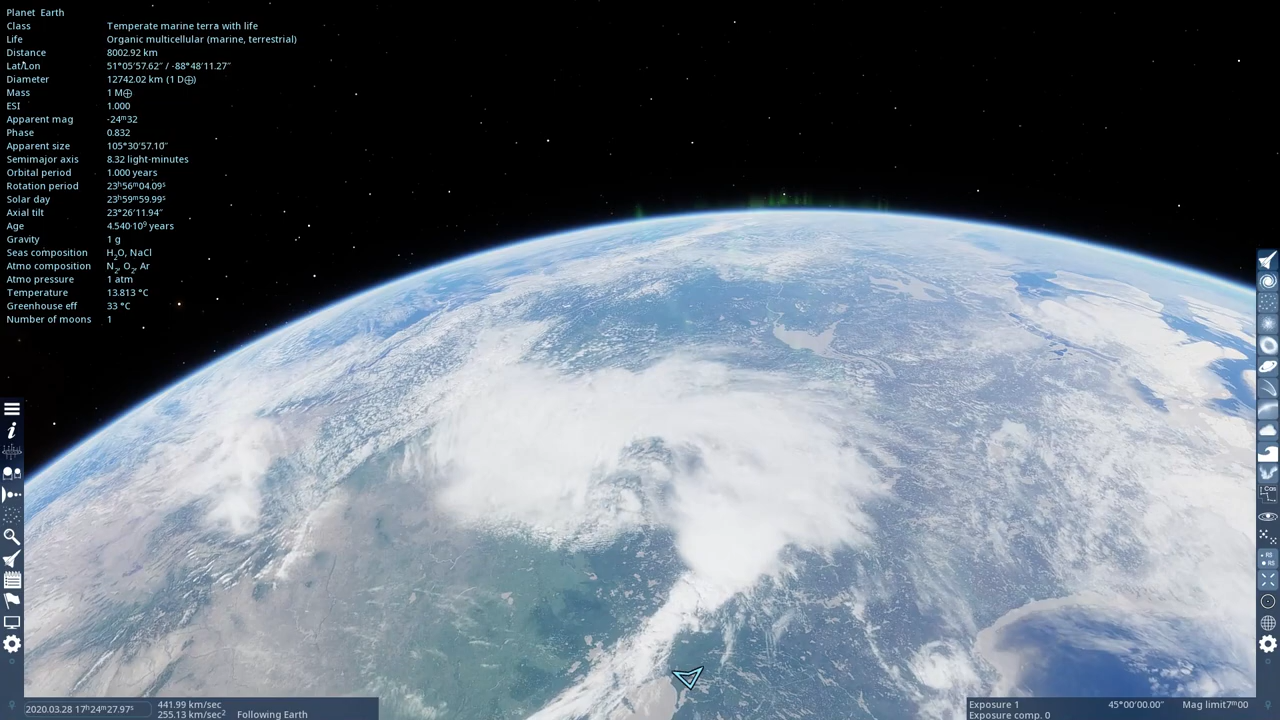 Planet Earth
Class Temperate marine terra with life
Life Organic multicellular (marine, terrestrial)
Distance 8002.92 km
Lat/Lon 51°05′57.62″ / -88°48′11.27″
Diameter 12742.02 km (1 D⊕)
Mass 1 M⊕
ESI 1.000
Apparent mag -24ᵐ32
Phase 0.832
Apparent size 105°30′57.10″
Semimajor axis 8.32 light-minutes
Orbital period 1.000 years
Rotation period 23ʰ56ᵐ04.09ˢ
Solar day 23ʰ59ᵐ59.99ˢ
Axial tilt 23°26′11.94″
Age 4.540·10⁹ years
Gravity 1 g
Seas composition H₂O, NaCl
Atmo composition N₂, O₂, Ar
Atmo pressure 1 atm
Temperature 13.813 °C
Greenhouse eff 33 °C
Number of moons 1
2020.03.28 17ʰ24ᵐ27.97ˢ
441.99 km/sec
255.13 km/sec² Following Earth
Exposure 1 45°00′00.00″ Mag limit7ᵐ00
Exposure comp. 0